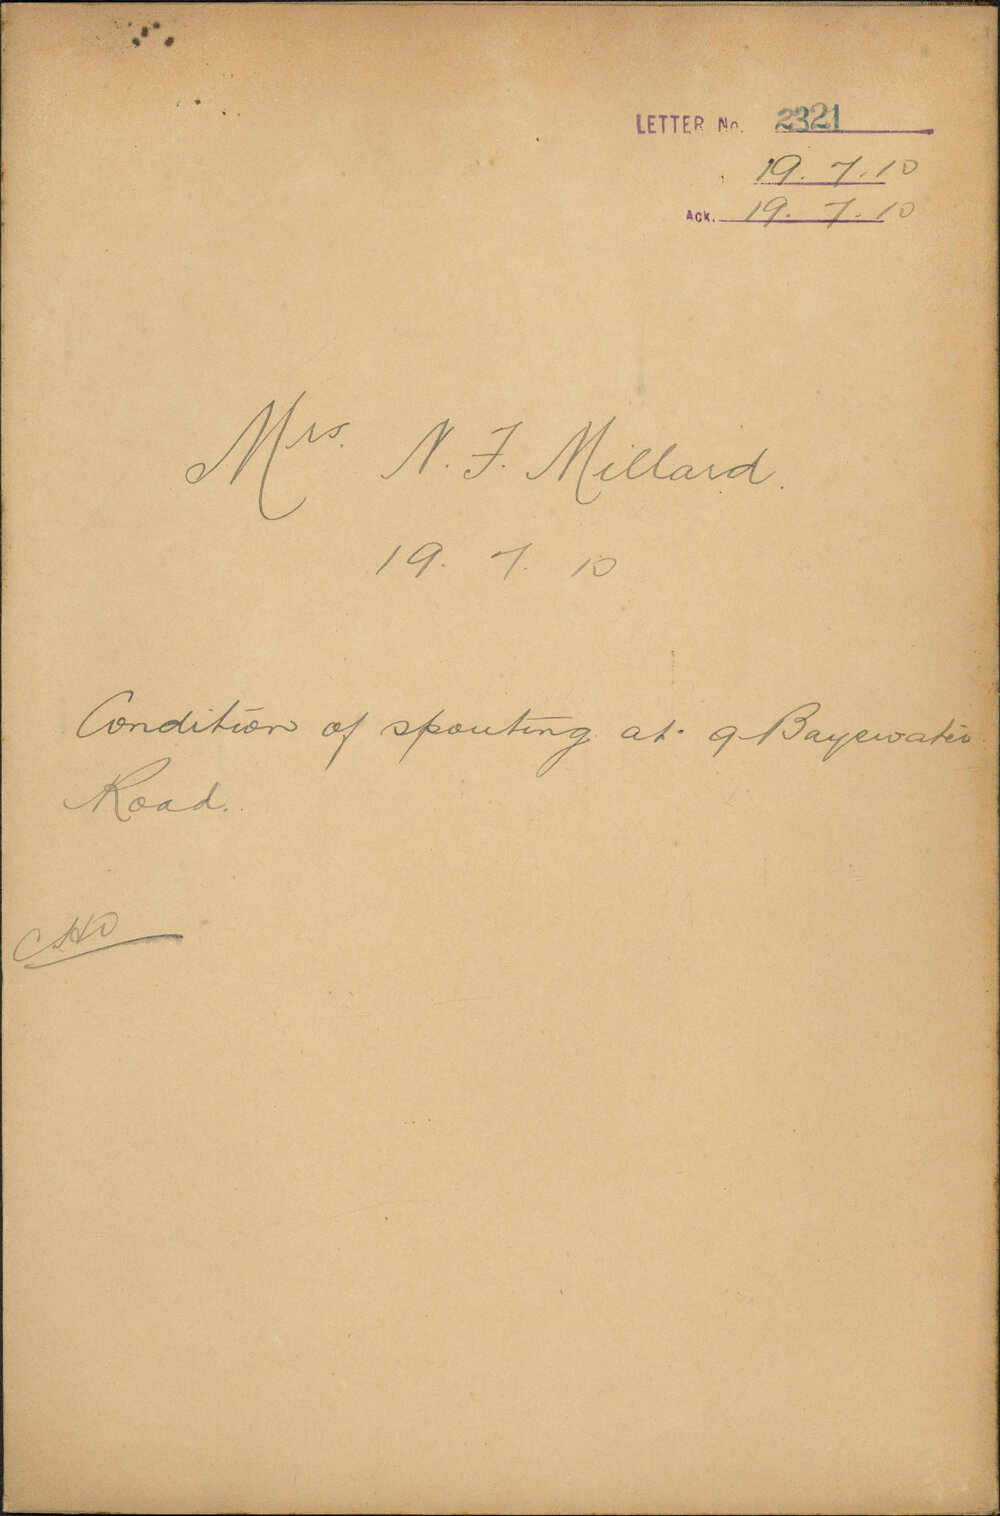 LETTER No. 2321
19. 7. 10
Ack. 19. 7. 10
Mrs. N. F. Millard.
19. 7. 10
Condition of spouting at 9 Bayswater
Road.
CHO